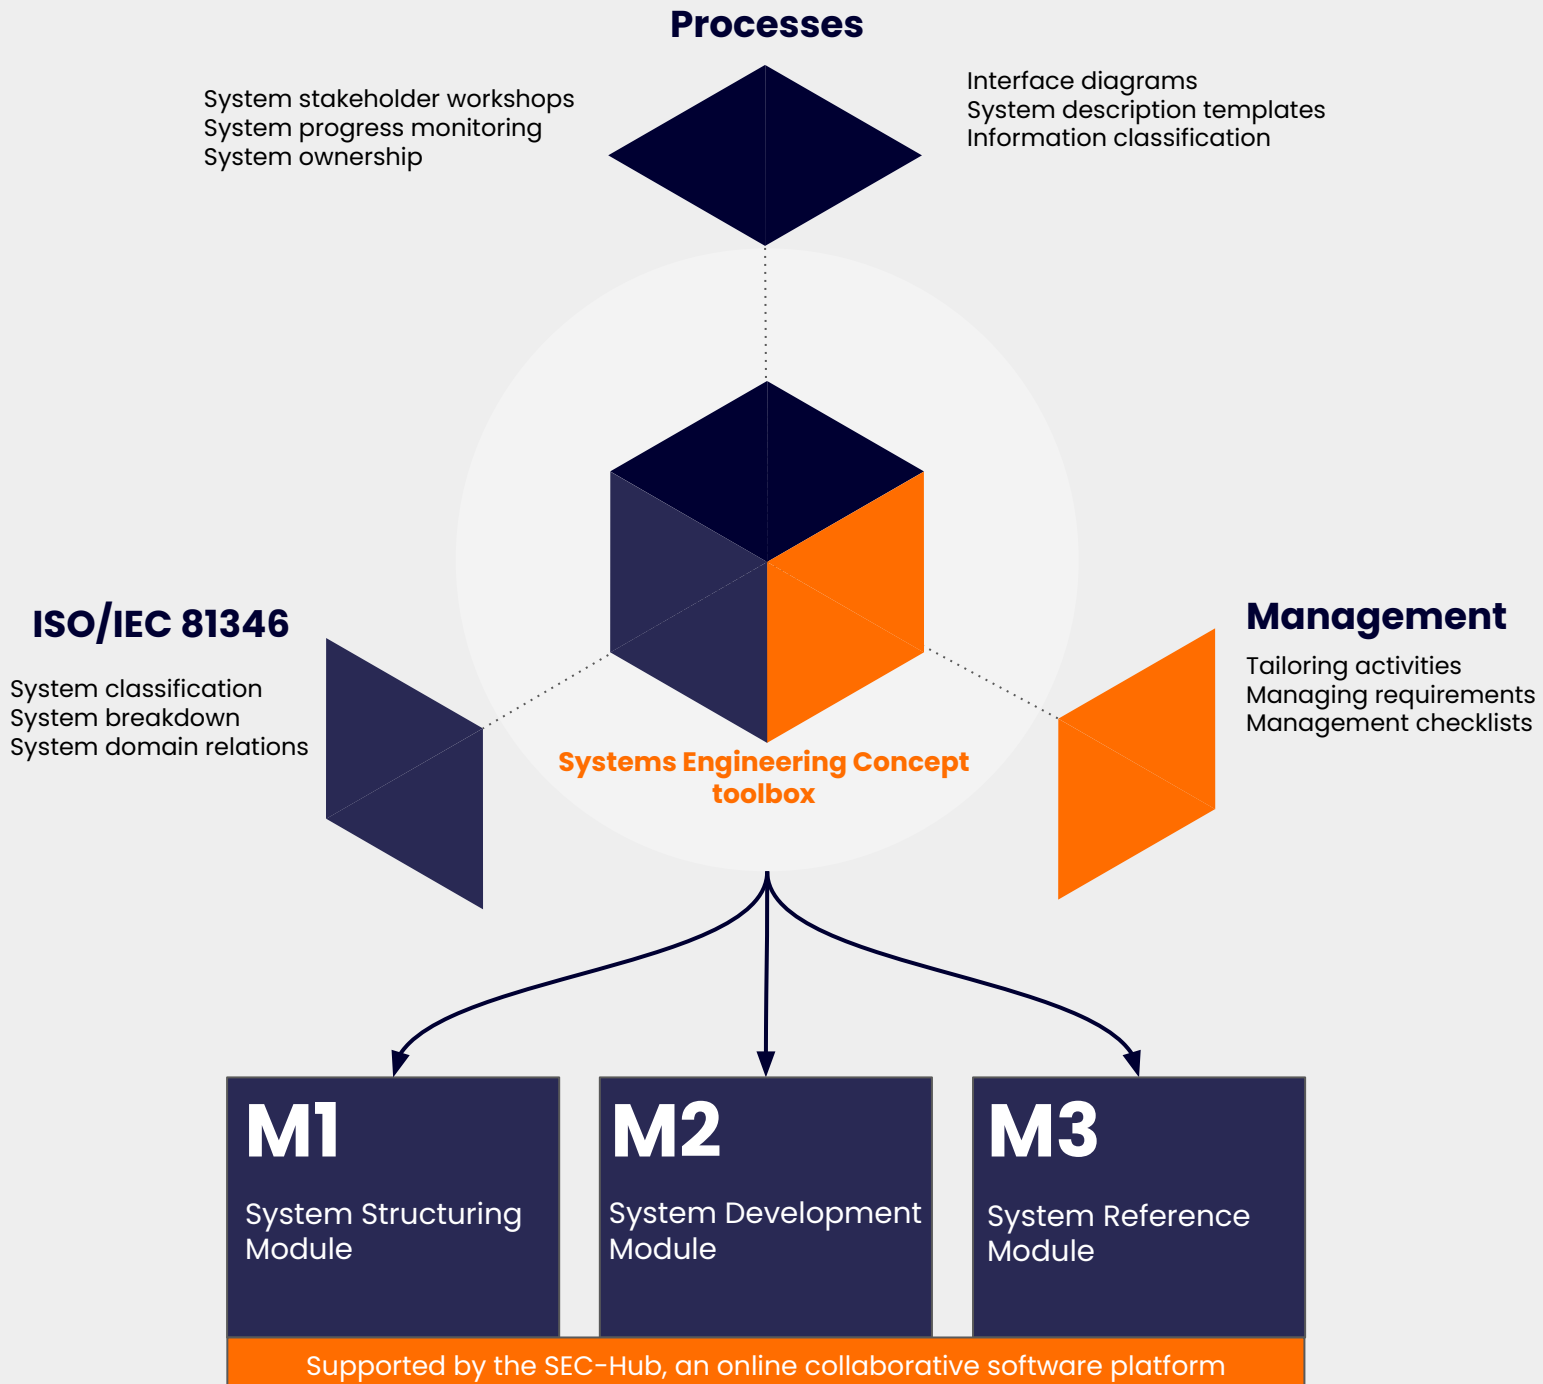 Processes
System stakeholder workshops
System progress monitoring
System ownership
Interface diagrams
System description templates
Information classification
ISO/IEC 81346
System classification
System breakdown
System domain relations
Management
Tailoring activities
Managing requirements
Management checklists
Systems Engineering Concept
toolbox
M1
System Structuring
Module
M2
System Development
Module
M3
System Reference
Module
Supported by the SEC-Hub, an online collaborative software platform